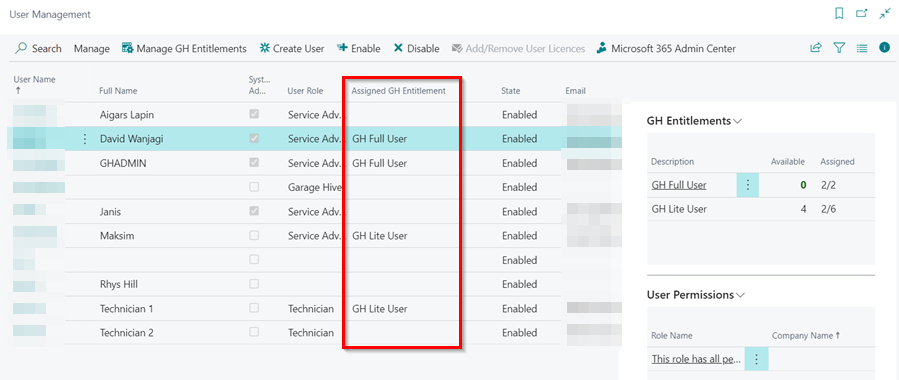 User Management
Search Manage Manage GH Entitlements Create User Enable Disable Add/Remove User Licences Microsoft 365 Admin Center
User Name ↑ Full Name Syst... Ad... User Role Assigned GH Entitlement State Email
Aigars Lapin Service Adv... Enabled
David Wanjagi Service Adv... GH Full User Enabled
GHADMIN Service Adv... GH Full User Enabled
Garage Hive Enabled
Janis Service Adv... Enabled
Maksim Service Adv... GH Lite User Enabled
Enabled
Rhys Hill Enabled
Technician 1 Technician GH Lite User Enabled
Technician 2 Technician Enabled
GH Entitlements
Description Available Assigned
GH Full User 0 2/2
GH Lite User 4 2/6
User Permissions
Role Name Company Name ↑
This role has all pe...